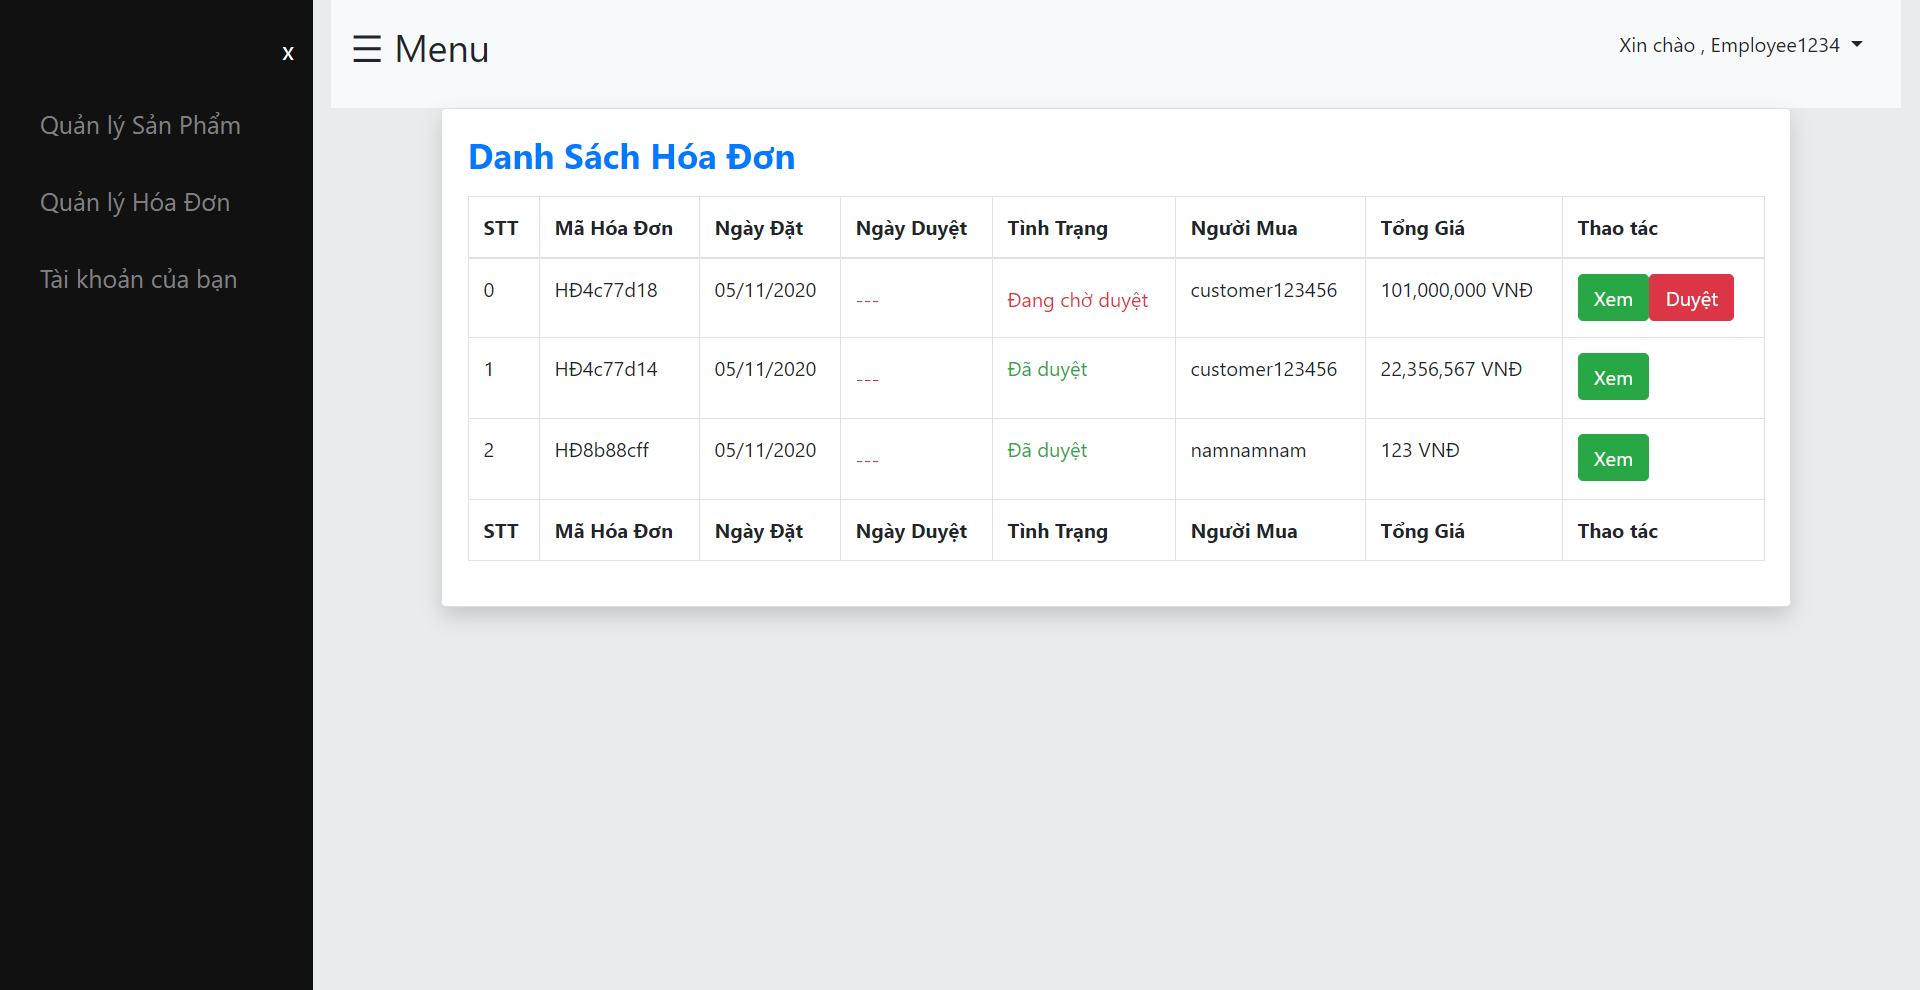 x
Quản lý Sản Phẩm
Quản lý Hóa Đơn
Tài khoản của bạn
☰ Menu
Xin chào , Employee1234
Danh Sách Hóa Đơn
STT Mã Hóa Đơn Ngày Đặt Ngày Duyệt Tình Trạng Người Mua Tổng Giá Thao tác
0 HĐ4c77d18 05/11/2020 --- Đang chờ duyệt customer123456 101,000,000 VNĐ Xem Duyệt
1 HĐ4c77d14 05/11/2020 --- Đã duyệt customer123456 22,356,567 VNĐ Xem
2 HĐ8b88cff 05/11/2020 --- Đã duyệt namnamnam 123 VNĐ Xem
STT Mã Hóa Đơn Ngày Đặt Ngày Duyệt Tình Trạng Người Mua Tổng Giá Thao tác